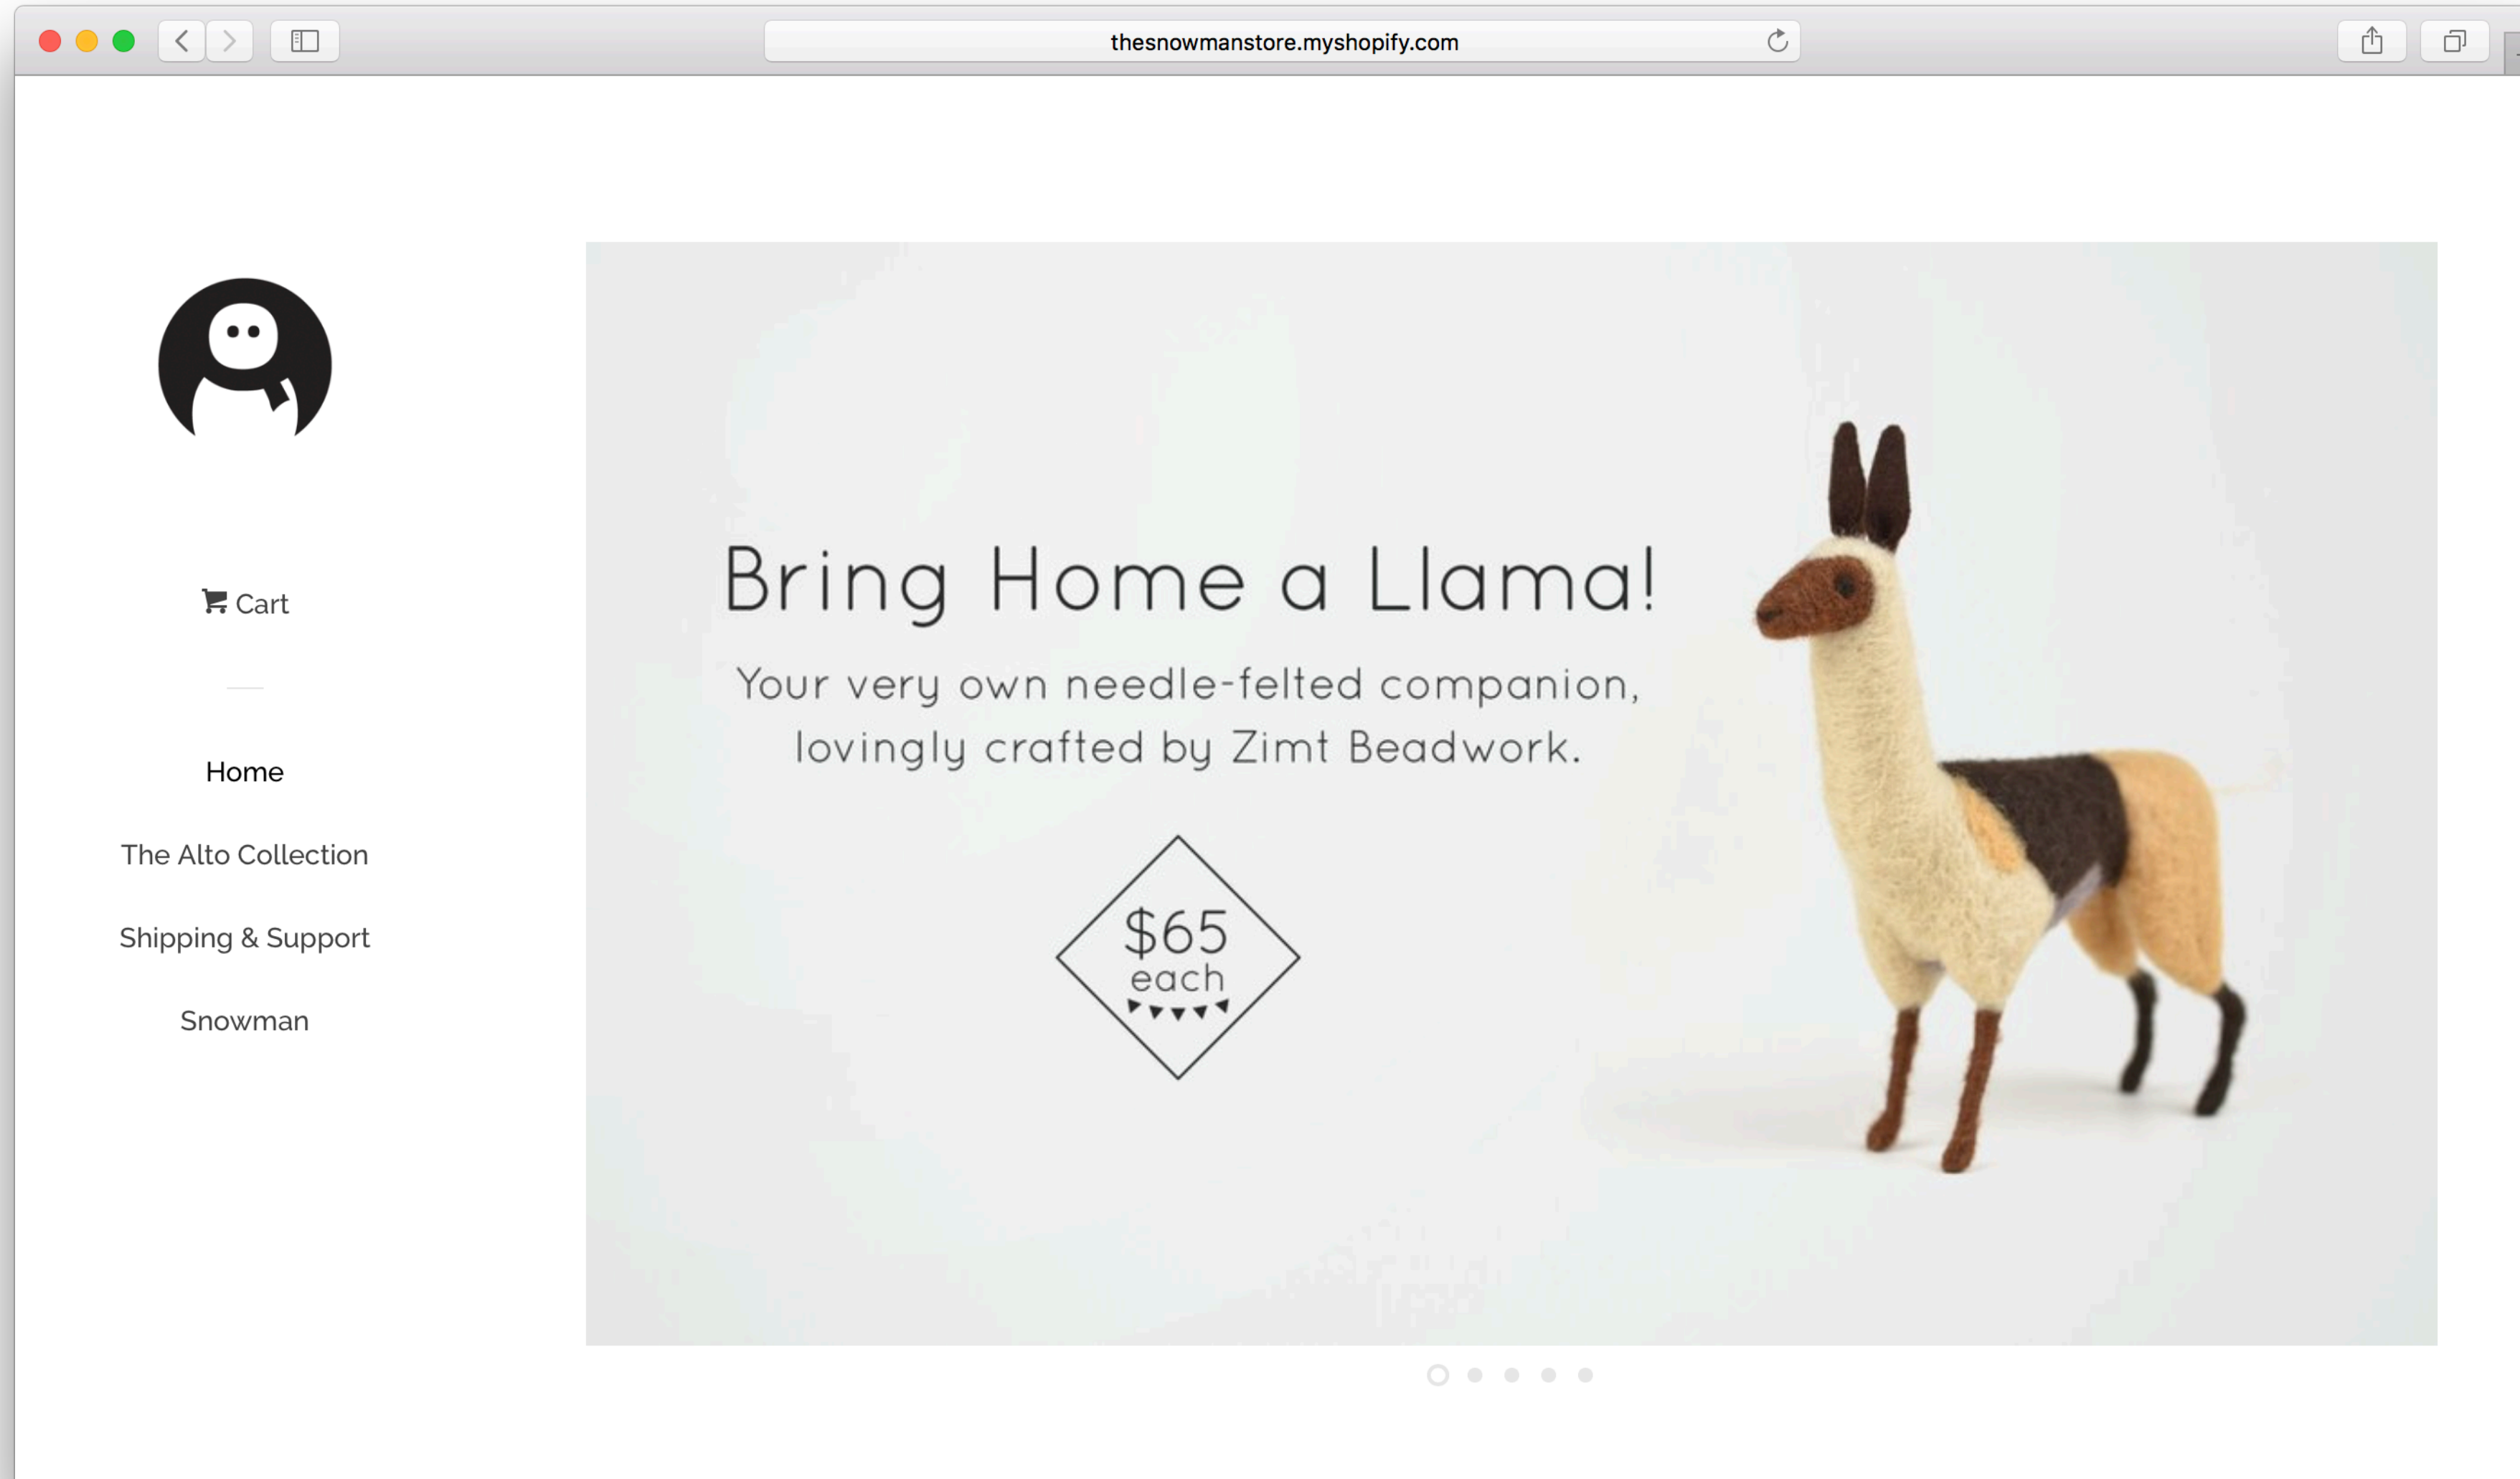 thesnowmanstore.myshopify.com
Cart
Home
The Alto Collection
Shipping & Support
Snowman
Bring Home a Llama!
Your very own needle-felted companion,
lovingly crafted by Zimt Beadwork.
$65
each